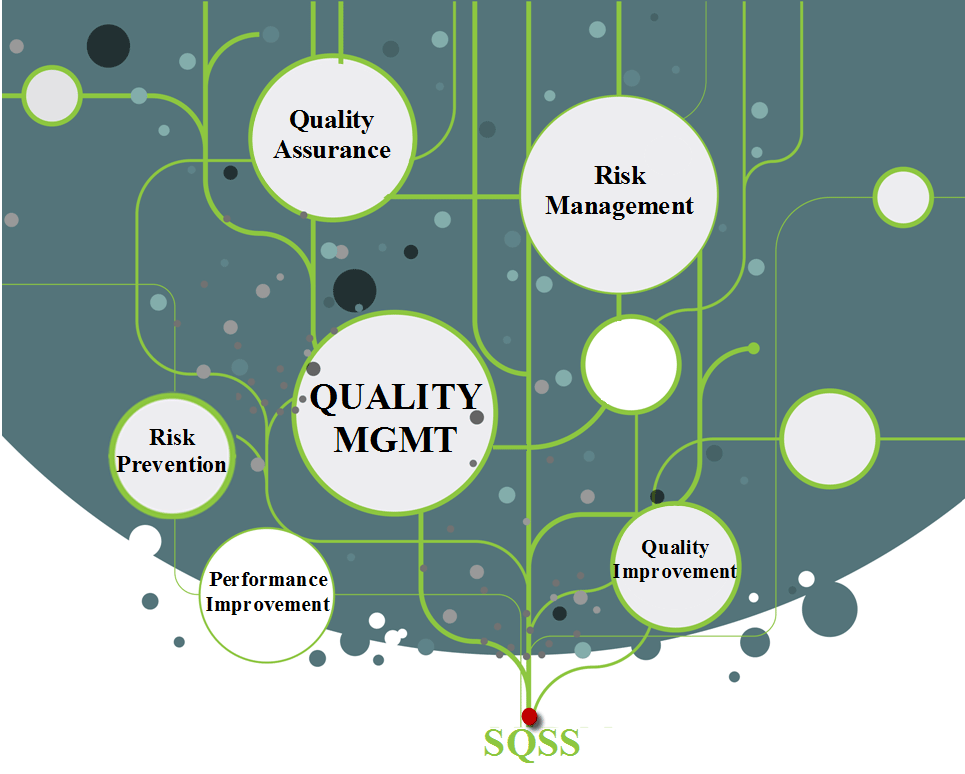 Quality
Assurance
Risk
Management
QUALITY
MGMT
Risk
Prevention
Quality
Improvement
Performance
Improvement
SQSS